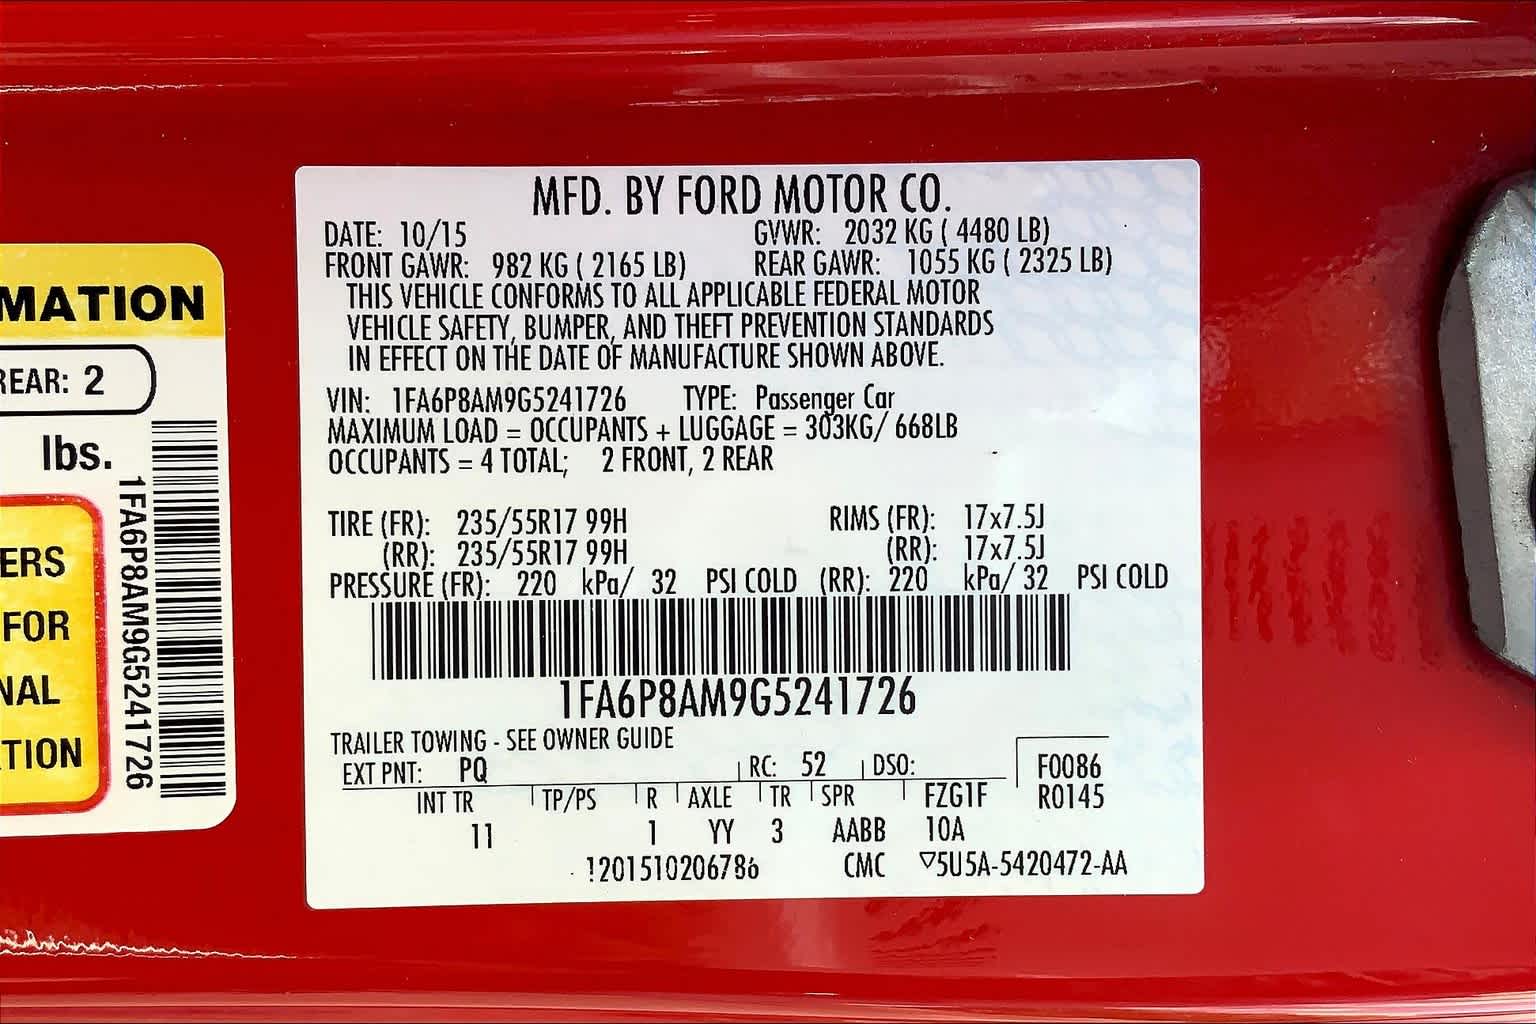 MATION
REAR: 2
lbs.
ERS
FOR
NAL
TION
1FA6P8AM9G5241726
MFD. BY FORD MOTOR CO.
DATE: 10/15 GVWR: 2032 KG ( 4480 LB)
FRONT GAWR: 982 KG ( 2165 LB) REAR GAWR: 1055 KG ( 2325 LB)
THIS VEHICLE CONFORMS TO ALL APPLICABLE FEDERAL MOTOR
VEHICLE SAFETY, BUMPER, AND THEFT PREVENTION STANDARDS
IN EFFECT ON THE DATE OF MANUFACTURE SHOWN ABOVE.
VIN: 1FA6P8AM9G5241726 TYPE: Passenger Car
MAXIMUM LOAD = OCCUPANTS + LUGGAGE = 303KG/ 668LB
OCCUPANTS = 4 TOTAL; 2 FRONT, 2 REAR
TIRE (FR): 235/55R17 99H RIMS (FR): 17x7.5J
(RR): 235/55R17 99H (RR): 17x7.5J
PRESSURE (FR): 220 kPa/ 32 PSI COLD (RR): 220 kPa/ 32 PSI COLD
1FA6P8AM9G5241726
TRAILER TOWING - SEE OWNER GUIDE
EXT PNT: PQ RC: 52 DSO: F0086
INT TR TP/PS R AXLE TR SPR FZG1F R0145
11 1 YY 3 AABB 10A
!201510206786 CMC ▽5U5A-5420472-AA